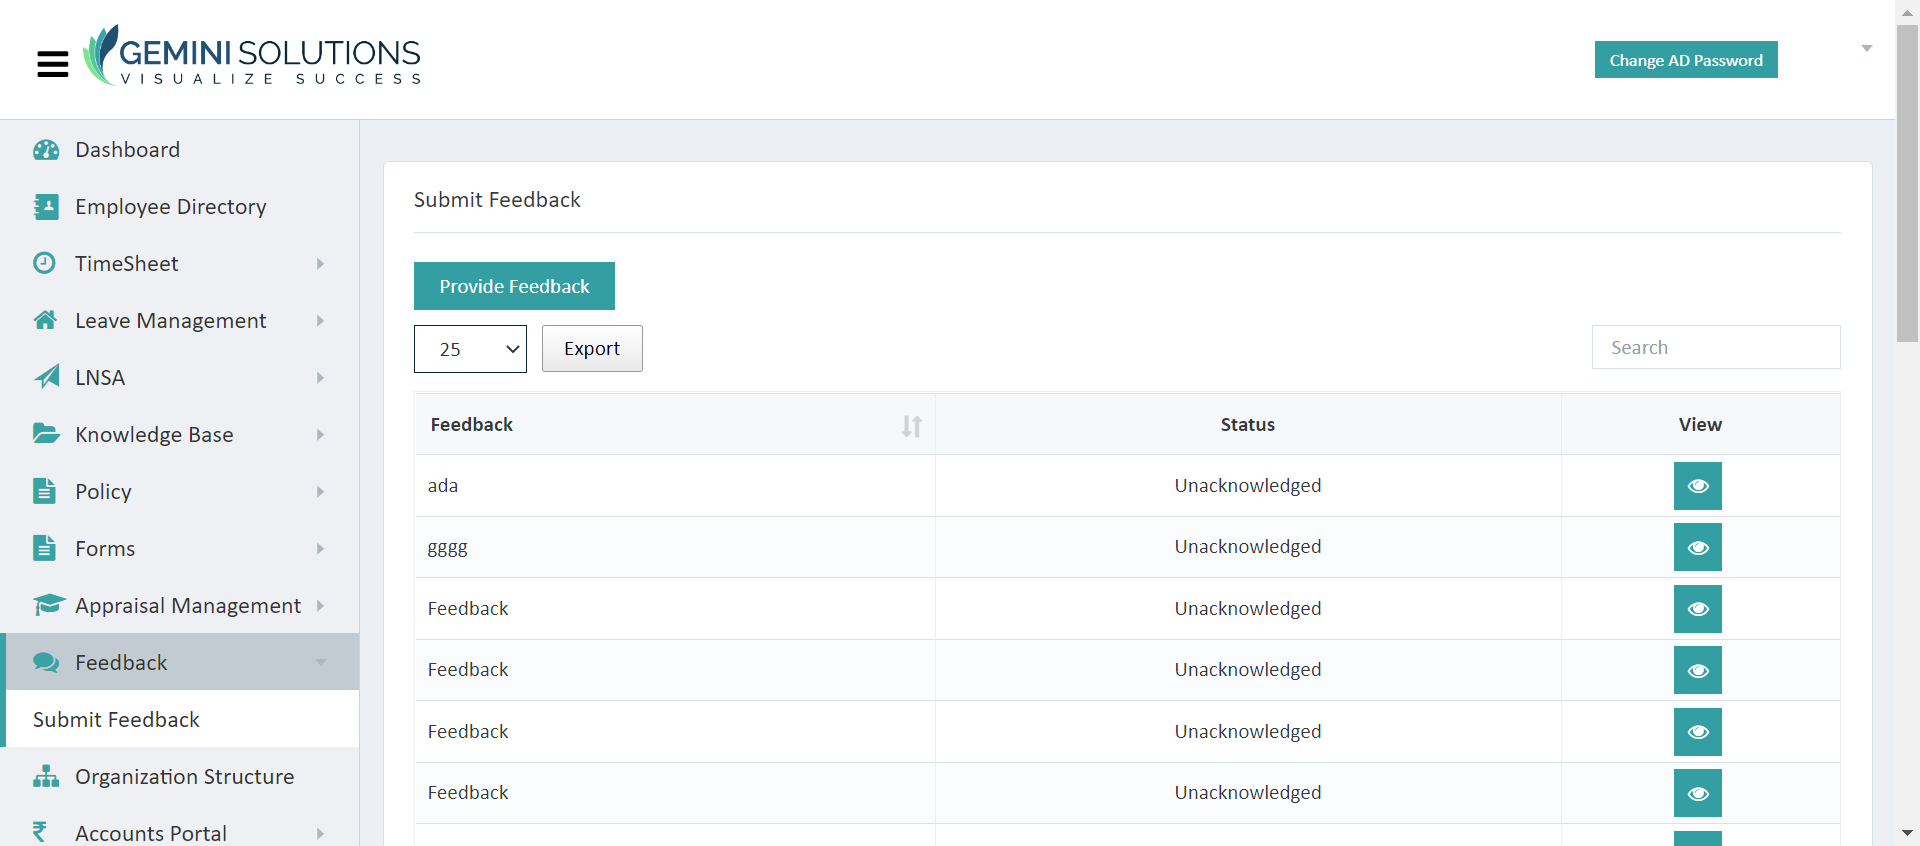 GEMINI SOLUTIONS
VISUALIZE SUCCESS
Change AD Password
Dashboard
Employee Directory
TimeSheet
Leave Management
LNSA
Knowledge Base
Policy
Forms
Appraisal Management
Feedback
Submit Feedback
Organization Structure
Accounts Portal
Submit Feedback
Provide Feedback
25 Export Search
Feedback Status View
ada Unacknowledged
gggg Unacknowledged
Feedback Unacknowledged
Feedback Unacknowledged
Feedback Unacknowledged
Feedback Unacknowledged